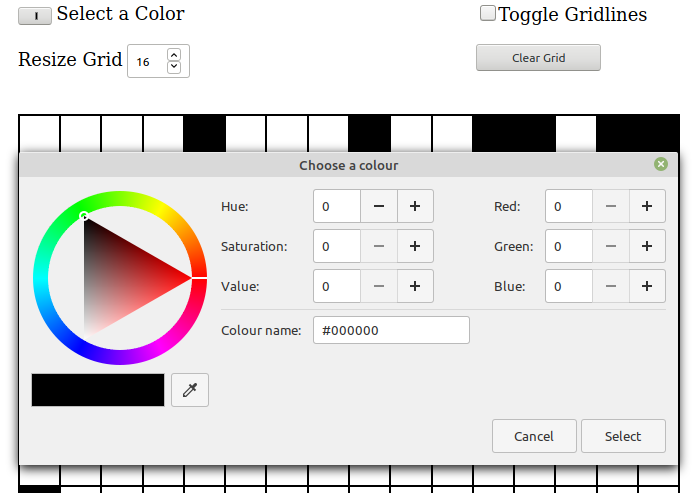 Select a Color
Toggle Gridlines
Resize Grid 16
Clear Grid
Choose a colour
Hue: 0
Red: 0
Saturation: 0
Green: 0
Value: 0
Blue: 0
Colour name: #000000
Cancel
Select